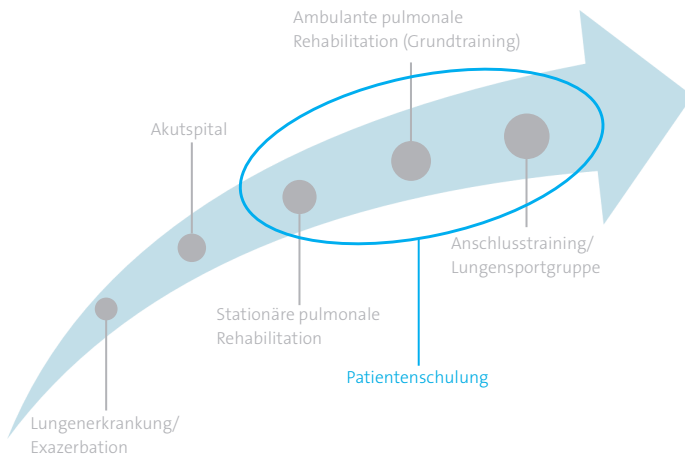 Ambulante pulmonale
Rehabilitation (Grundtraining)
Akutspital
Anschlusstraining/
Lungensportgruppe
Stationäre pulmonale
Rehabilitation
Patientenschulung
Lungenerkrankung/
Exazerbation